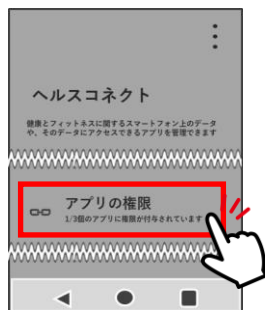 ヘルスコネクト
健康とフィットネスに関するスマートフォン上のデータ
や、そのデータにアクセスできるアプリを管理できます
アプリの権限
1/3個のアプリに権限が付与されています